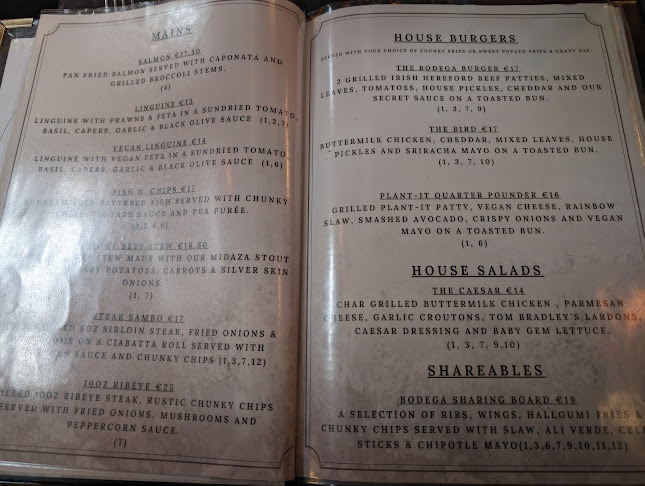 MAINS
SALMON €17.50
PAN FRIED SALMON SERVED WITH CAPONATA AND
GRILLED BROCCOLI STEMS.
(4)
LINGUINE €15
LINGUINE WITH PRAWNS & FETA IN A SUNDRIED TOMATO,
BASIL, CAPERS, GARLIC & BLACK OLIVE SAUCE (1,2,7)
VEGAN LINGUINE €14
LINGUINE WITH VEGAN FETA IN A SUNDRIED TOMATO
BASIL, CAPERS, GARLIC & BLACK OLIVE SAUCE (1,6)
FISH N' CHIPS €17
BATTERED FISH SERVED WITH CHUNKY
SAUCE AND PEA PURÉE.
BEEF STEW €16.50
STEW MADE WITH OUR MIDAZA STOUT
POTATOES, CARROTS & SILVER SKIN
ONIONS.
(1, 7)
STEAK SAMBO €17
8OZ SIRLOIN STEAK, FRIED ONIONS &
ON A CIABATTA ROLL SERVED WITH
SAUCE AND CHUNKY CHIPS (1,3,7,12)
10OZ RIBEYE €25
10OZ RIBEYE STEAK, RUSTIC CHUNKY CHIPS
SERVED WITH FRIED ONIONS, MUSHROOMS AND
PEPPERCORN SAUCE.
(7)
HOUSE BURGERS
SERVED WITH YOUR CHOICE OF CHUNKY FRIES OR SWEET POTATO FRIES & GRAVY DIP.
THE BODEGA BURGER €17
2 GRILLED IRISH HEREFORD BEEF PATTIES, MIXED
LEAVES, TOMATOES, HOUSE PICKLES, CHEDDAR AND OUR
SECRET SAUCE ON A TOASTED BUN.
(1, 3, 7, 9)
THE BIRD €17
BUTTERMILK CHICKEN, CHEDDAR, MIXED LEAVES, HOUSE
PICKLES AND SRIRACHA MAYO ON A TOASTED BUN.
(1, 3, 7, 10)
PLANT-IT QUARTER POUNDER €16
GRILLED PLANT-IT PATTY, VEGAN CHEESE, RAINBOW
SLAW, SMASHED AVOCADO, CRISPY ONIONS AND VEGAN
MAYO ON A TOASTED BUN.
(1, 6)
HOUSE SALADS
THE CAESAR €14
CHAR GRILLED BUTTERMILK CHICKEN , PARMESAN
CHEESE, GARLIC CROUTONS, TOM BRADLEY'S LARDONS,
CAESAR DRESSING AND BABY GEM LETTUCE.
(1, 3, 7, 9,10)
SHAREABLES
BODEGA SHARING BOARD €19
A SELECTION OF RIBS, WINGS, HALLOUMI FRIES &
CHUNKY CHIPS SERVED WITH SLAW, ALI VERDE, CELE
STICKS & CHIPOTLE MAYO(1,3,6,7,9,10,11,12)